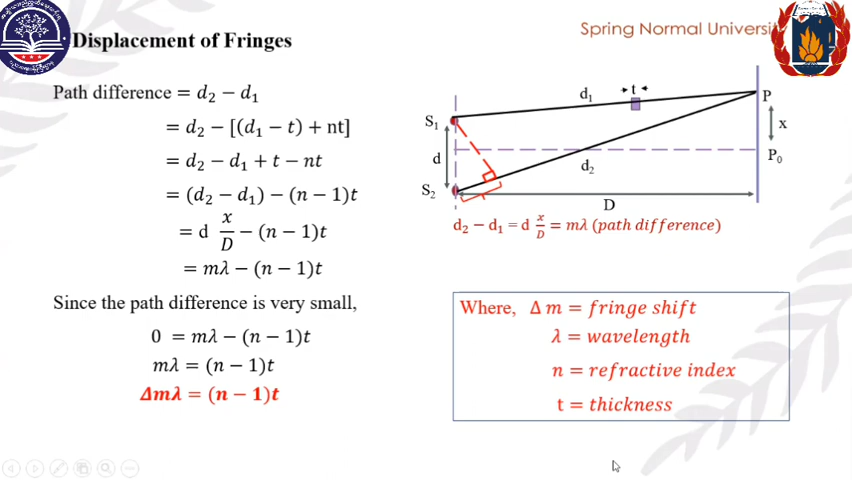 Displacement of Fringes
Spring Normal Universi
Path difference = d₂ − d₁
= d₂ − [(d₁ − t) + nt]
= d₂ − d₁ + t − nt
= (d₂ − d₁) − (n − 1)t
= d x/D − (n − 1)t
= mλ − (n − 1)t
Since the path difference is very small,
0 = mλ − (n − 1)t
mλ = (n − 1)t
Δmλ = (n − 1)t
t
d₁
P
S₁
x
d
P₀
d₂
S₂
D
d₂ − d₁ = d x/D = mλ (path difference)
Where, Δ m = fringe shift
λ = wavelength
n = refractive index
t = thickness